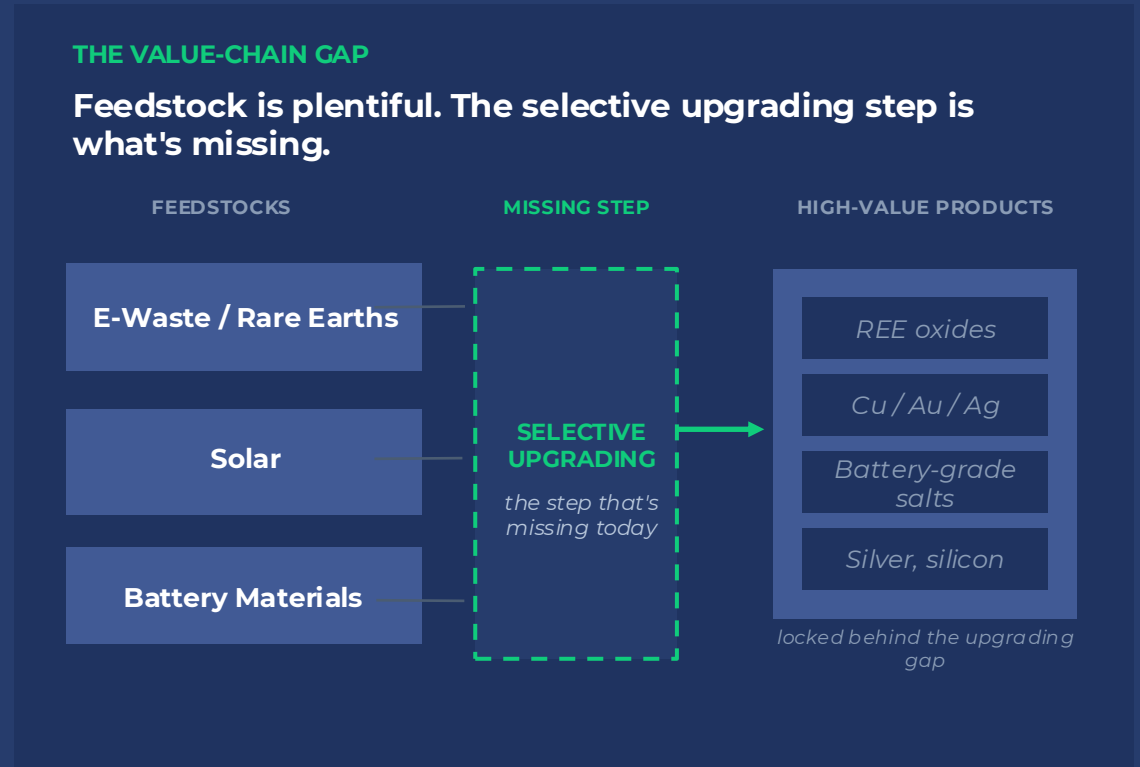 THE VALUE-CHAIN GAP
Feedstock is plentiful. The selective upgrading step is
what's missing.
FEEDSTOCKS
MISSING STEP
HIGH-VALUE PRODUCTS
E-Waste / Rare Earths
Solar
Battery Materials
SELECTIVE
UPGRADING
the step that's
missing today
REE oxides
Cu / Au / Ag
Battery-grade
salts
Silver, silicon
locked behind the upgrading
gap